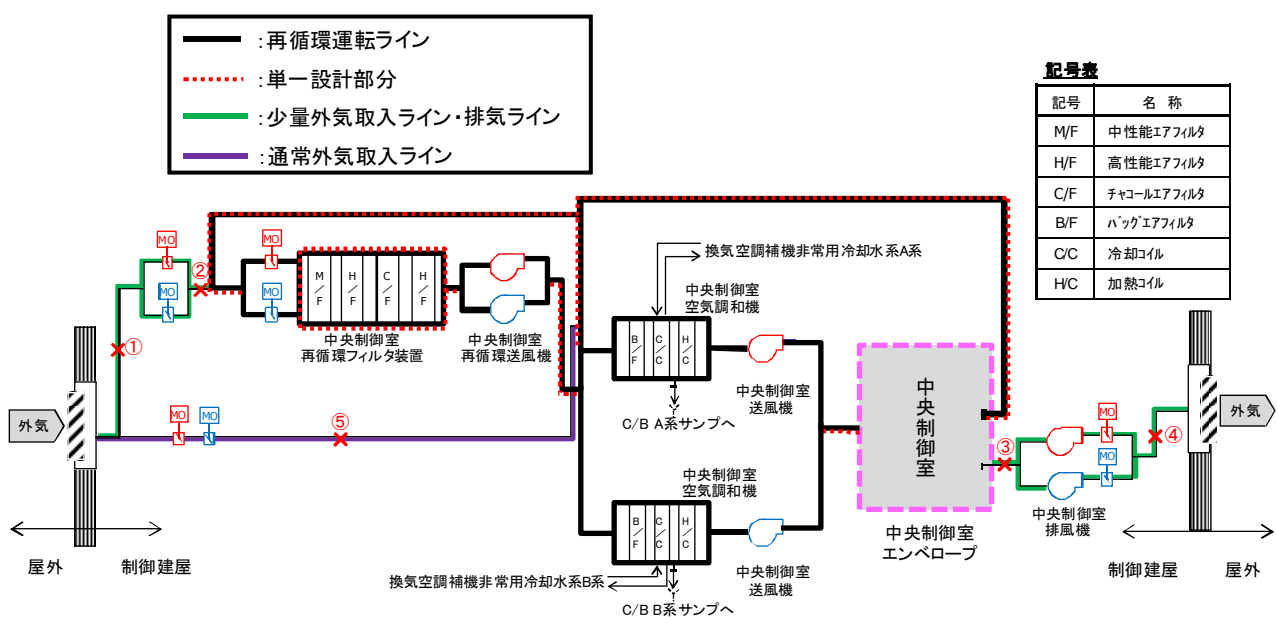 :再循環運転ライン
:単一設計部分
:少量外気取入ライン・排気ライン
:通常外気取入ライン
記号表
記号 名 称
M/F 中性能エアフィルタ
H/F 高性能エアフィルタ
C/F チャコールエアフィルタ
B/F バッグエアフィルタ
C/C 冷却コイル
H/C 加熱コイル
MO
MO
②
MO
MO
M/F
H/F
C/F
H/F
中央制御室
再循環フィルタ装置
中央制御室
再循環送風機
①
外気
MO
MO
⑤
換気空調補機非常用冷却水系A系
中央制御室
空気調和機
B/F
C/C
H/C
中央制御室
送風機
C/B A系サンプへ
中央制御室
空気調和機
B/F
C/C
H/C
中央制御室
送風機
換気空調補機非常用冷却水系B系
C/B B系サンプへ
中央制御室
中央制御室
エンベロープ
③
MO
MO
④
中央制御室
排風機
外気
屋外
制御建屋
制御建屋
屋外